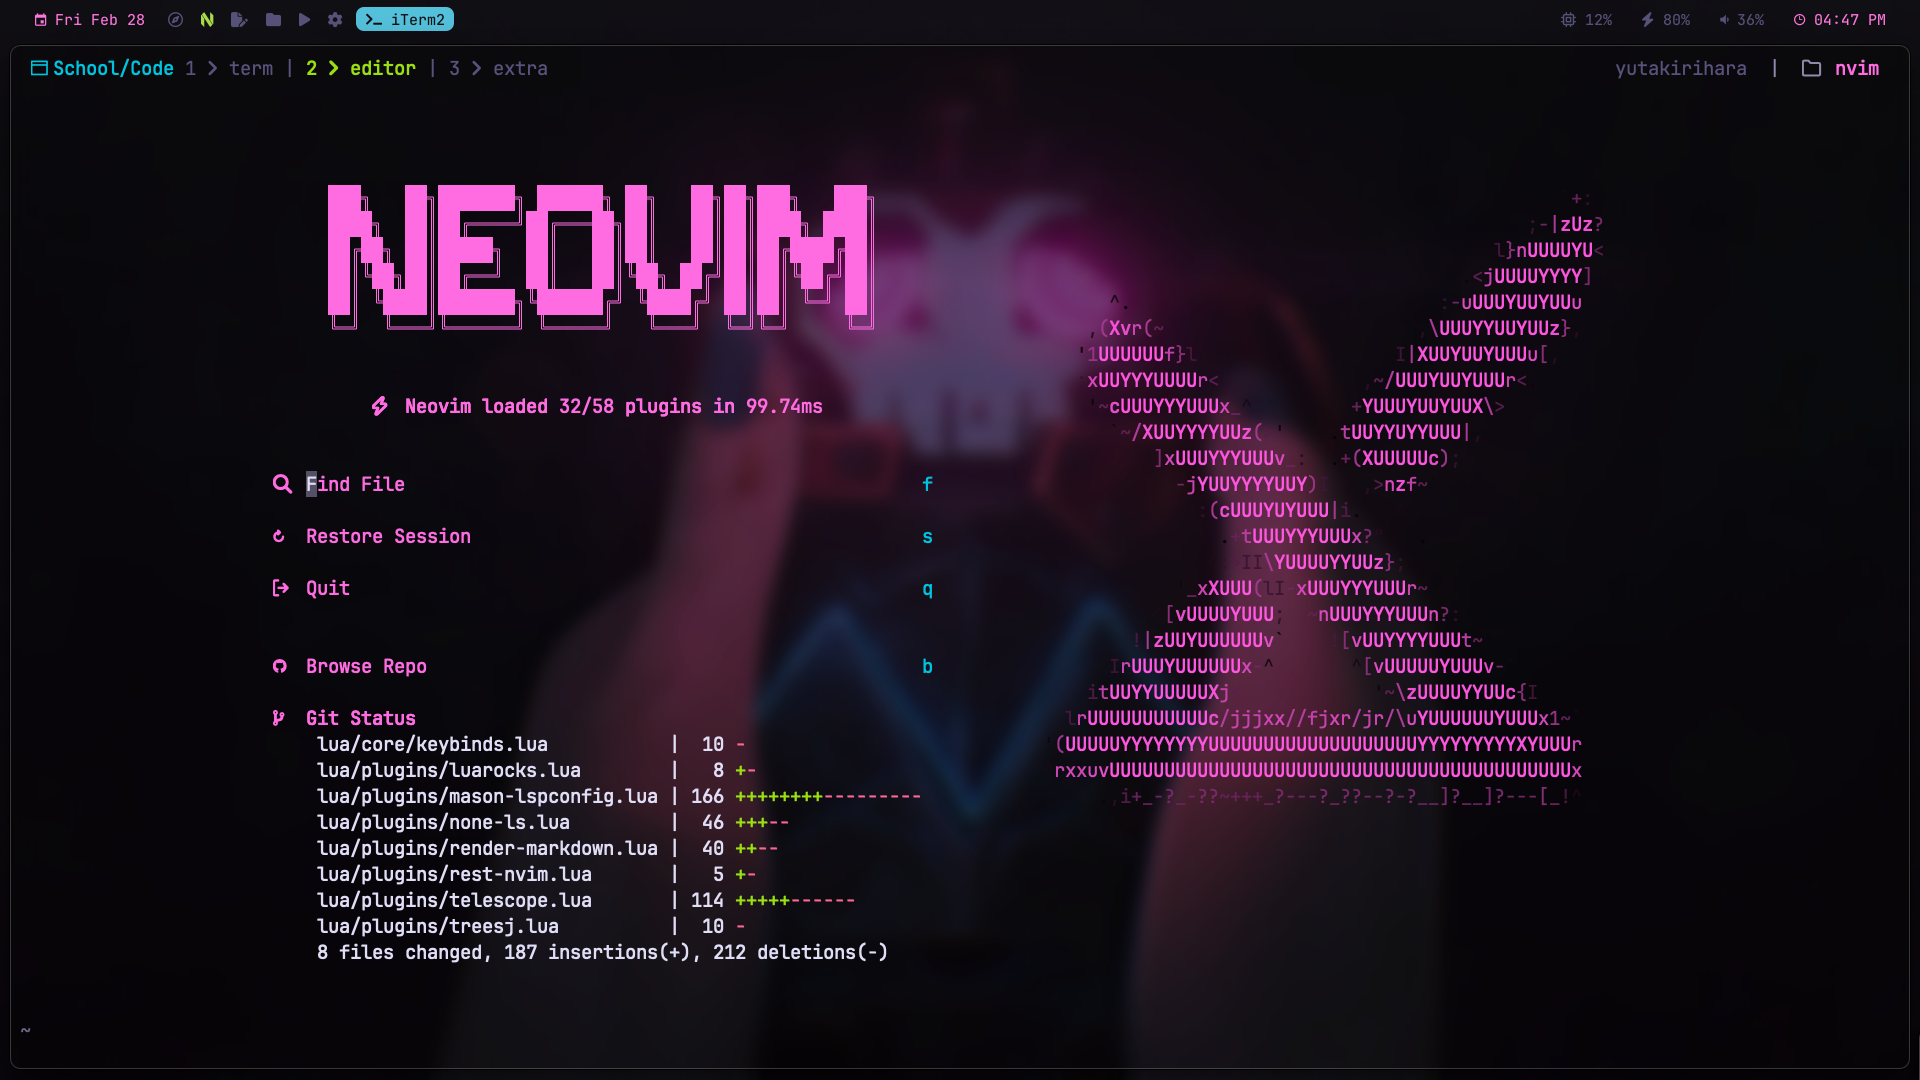 Fri Feb 28 iTerm2 12% 80% 36% 04:47 PM
School/Code 1 > term | 2 > editor | 3 > extra yutakirihara | nvim
NEOVIM
Neovim loaded 32/58 plugins in 99.74ms
Find File f
Restore Session s
Quit q
Browse Repo b
Git Status
lua/core/keybinds.lua | 10 -
lua/plugins/luarocks.lua | 8 +-
lua/plugins/mason-lspconfig.lua | 166 ++++++++---------
lua/plugins/none-ls.lua | 46 +++--
lua/plugins/render-markdown.lua | 40 ++--
lua/plugins/rest-nvim.lua | 5 +-
lua/plugins/telescope.lua | 114 +++++------
lua/plugins/treesj.lua | 10 -
8 files changed, 187 insertions(+), 212 deletions(-)
~